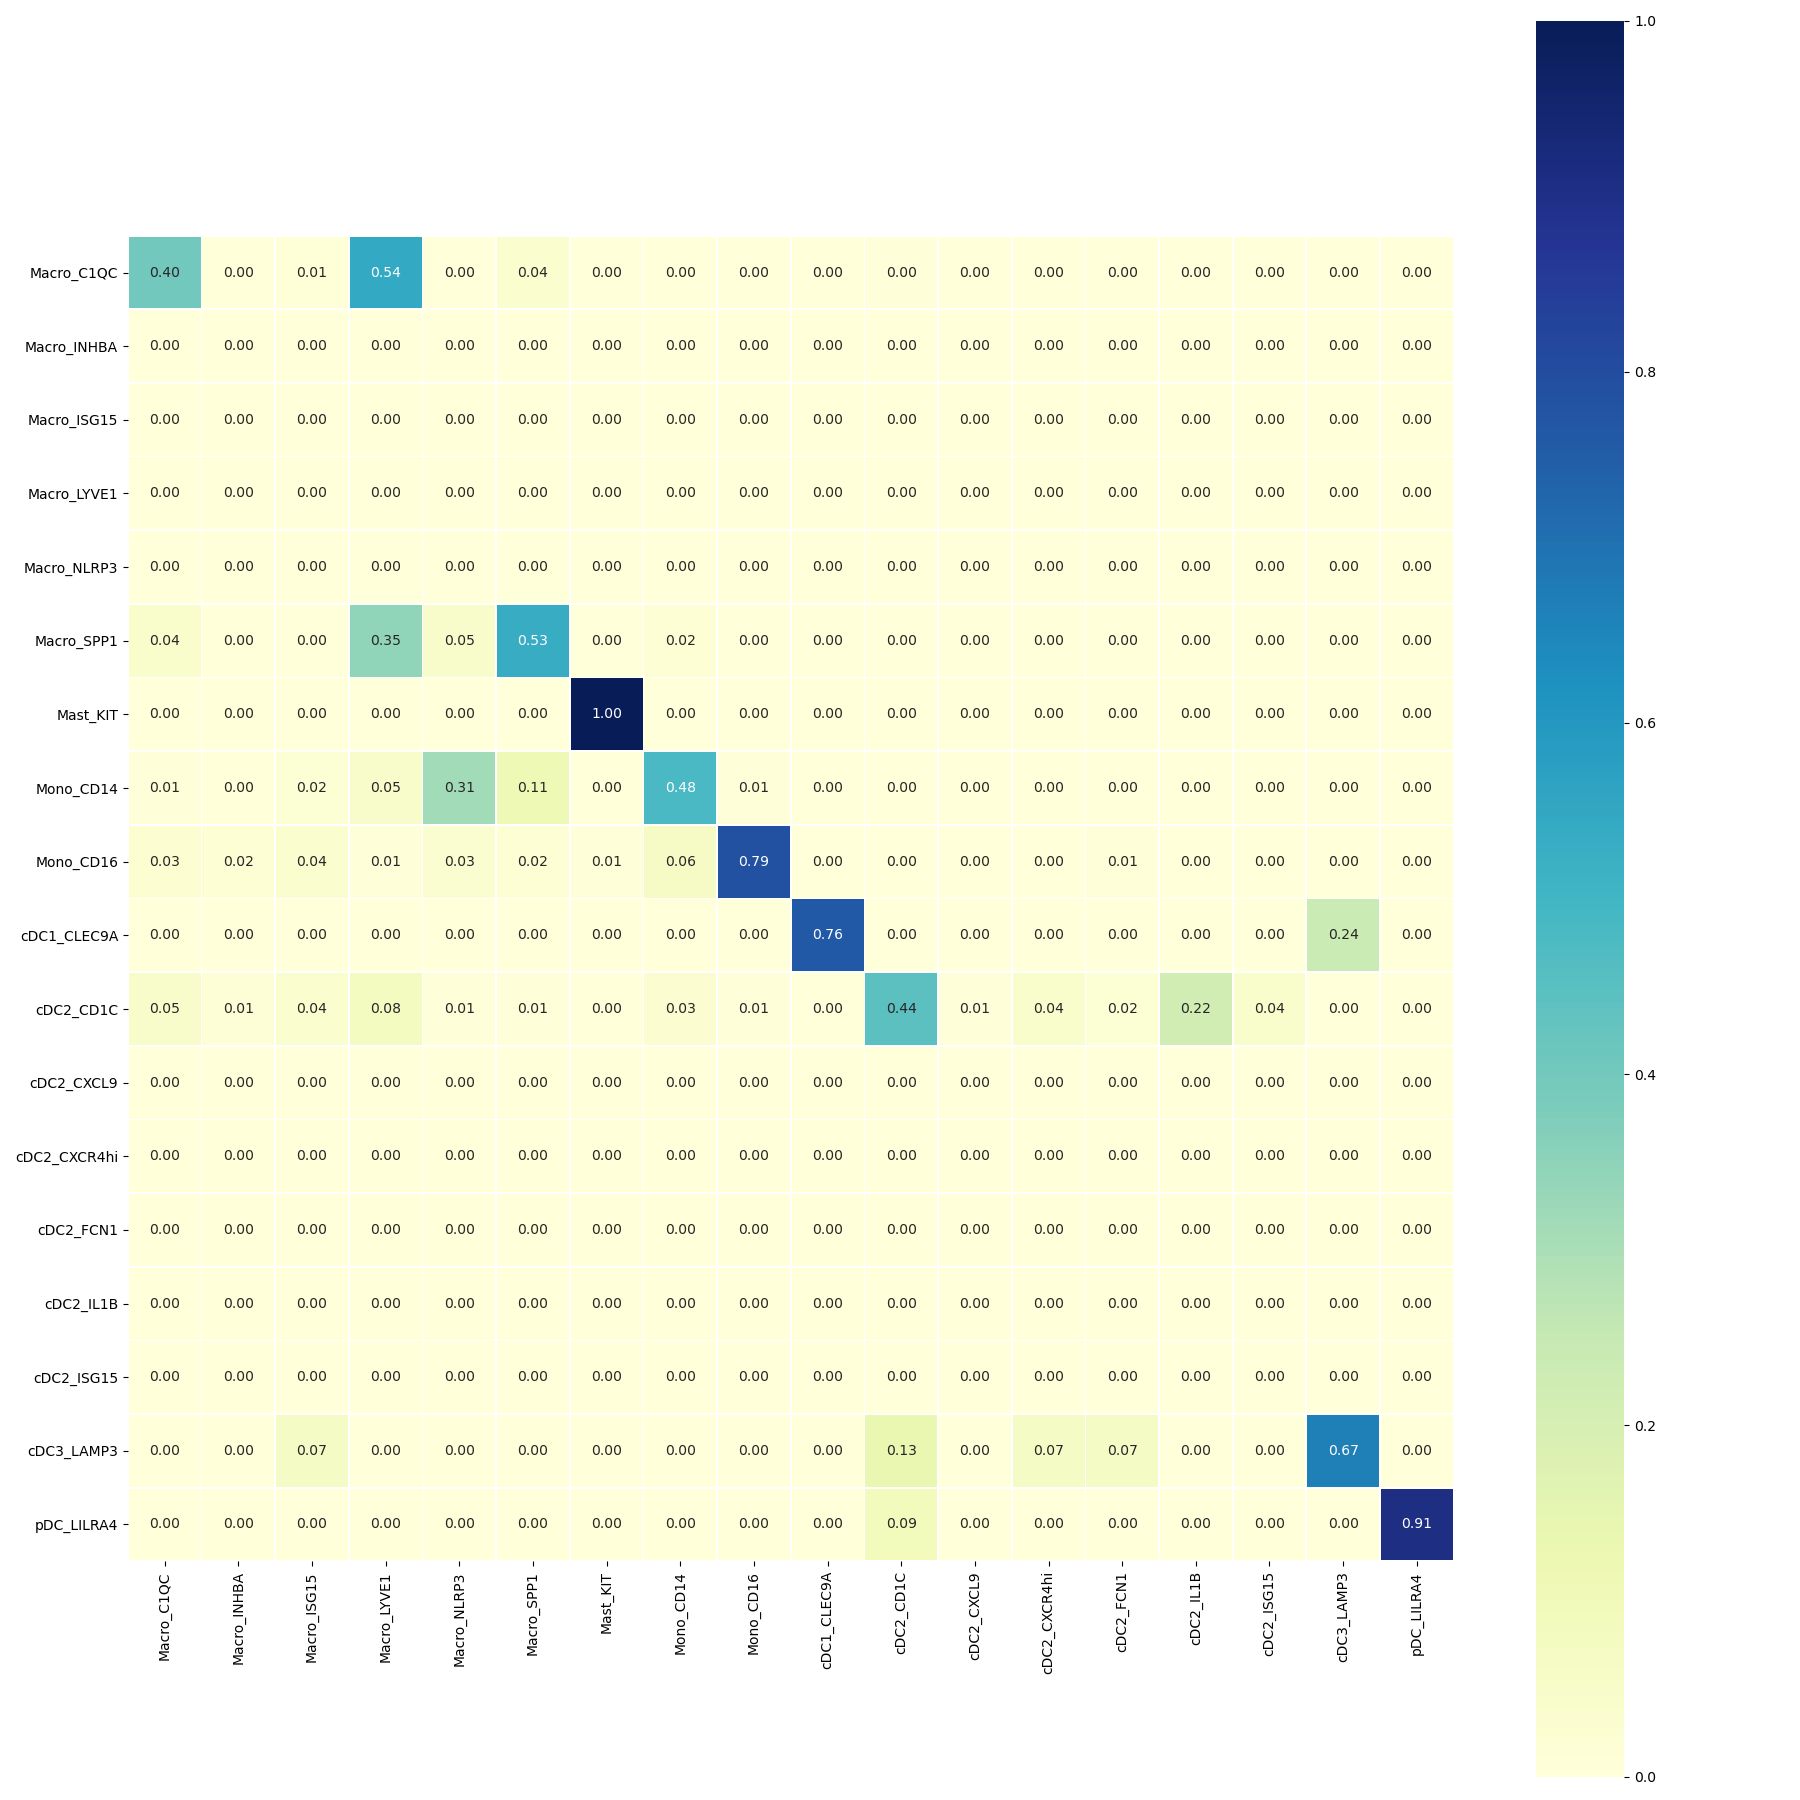 1.0
Macro_C1QC 0.40 0.00 0.01 0.54 0.00 0.04 0.00 0.00 0.00 0.00 0.00 0.00 0.00 0.00 0.00 0.00 0.00 0.00
Macro_INHBA 0.00 0.00 0.00 0.00 0.00 0.00 0.00 0.00 0.00 0.00 0.00 0.00 0.00 0.00 0.00 0.00 0.00 0.00
0.8
Macro_ISG15 0.00 0.00 0.00 0.00 0.00 0.00 0.00 0.00 0.00 0.00 0.00 0.00 0.00 0.00 0.00 0.00 0.00 0.00
Macro_LYVE1 0.00 0.00 0.00 0.00 0.00 0.00 0.00 0.00 0.00 0.00 0.00 0.00 0.00 0.00 0.00 0.00 0.00 0.00
Macro_NLRP3 0.00 0.00 0.00 0.00 0.00 0.00 0.00 0.00 0.00 0.00 0.00 0.00 0.00 0.00 0.00 0.00 0.00 0.00
Macro_SPP1 0.04 0.00 0.00 0.35 0.05 0.53 0.00 0.02 0.00 0.00 0.00 0.00 0.00 0.00 0.00 0.00 0.00 0.00
Mast_KIT 0.00 0.00 0.00 0.00 0.00 0.00 1.00 0.00 0.00 0.00 0.00 0.00 0.00 0.00 0.00 0.00 0.00 0.00
0.6
Mono_CD14 0.01 0.00 0.02 0.05 0.31 0.11 0.00 0.48 0.01 0.00 0.00 0.00 0.00 0.00 0.00 0.00 0.00 0.00
Mono_CD16 0.03 0.02 0.04 0.01 0.03 0.02 0.01 0.06 0.79 0.00 0.00 0.00 0.00 0.01 0.00 0.00 0.00 0.00
cDC1_CLEC9A 0.00 0.00 0.00 0.00 0.00 0.00 0.00 0.00 0.00 0.76 0.00 0.00 0.00 0.00 0.00 0.00 0.24 0.00
cDC2_CD1C 0.05 0.01 0.04 0.08 0.01 0.01 0.00 0.03 0.01 0.00 0.44 0.01 0.04 0.02 0.22 0.04 0.00 0.00
0.4
cDC2_CXCL9 0.00 0.00 0.00 0.00 0.00 0.00 0.00 0.00 0.00 0.00 0.00 0.00 0.00 0.00 0.00 0.00 0.00 0.00
cDC2_CXCR4hi 0.00 0.00 0.00 0.00 0.00 0.00 0.00 0.00 0.00 0.00 0.00 0.00 0.00 0.00 0.00 0.00 0.00 0.00
cDC2_FCN1 0.00 0.00 0.00 0.00 0.00 0.00 0.00 0.00 0.00 0.00 0.00 0.00 0.00 0.00 0.00 0.00 0.00 0.00
cDC2_IL1B 0.00 0.00 0.00 0.00 0.00 0.00 0.00 0.00 0.00 0.00 0.00 0.00 0.00 0.00 0.00 0.00 0.00 0.00
cDC2_ISG15 0.00 0.00 0.00 0.00 0.00 0.00 0.00 0.00 0.00 0.00 0.00 0.00 0.00 0.00 0.00 0.00 0.00 0.00
0.2
cDC3_LAMP3 0.00 0.00 0.07 0.00 0.00 0.00 0.00 0.00 0.00 0.00 0.13 0.00 0.07 0.07 0.00 0.00 0.67 0.00
pDC_LILRA4 0.00 0.00 0.00 0.00 0.00 0.00 0.00 0.00 0.00 0.00 0.09 0.00 0.00 0.00 0.00 0.00 0.00 0.91
Macro_C1QC
Macro_INHBA
Macro_ISG15
Macro_LYVE1
Macro_NLRP3
Macro_SPP1
Mast_KIT
Mono_CD14
Mono_CD16
cDC1_CLEC9A
cDC2_CD1C
cDC2_CXCL9
cDC2_CXCR4hi
cDC2_FCN1
cDC2_IL1B
cDC2_ISG15
cDC3_LAMP3
pDC_LILRA4
0.0